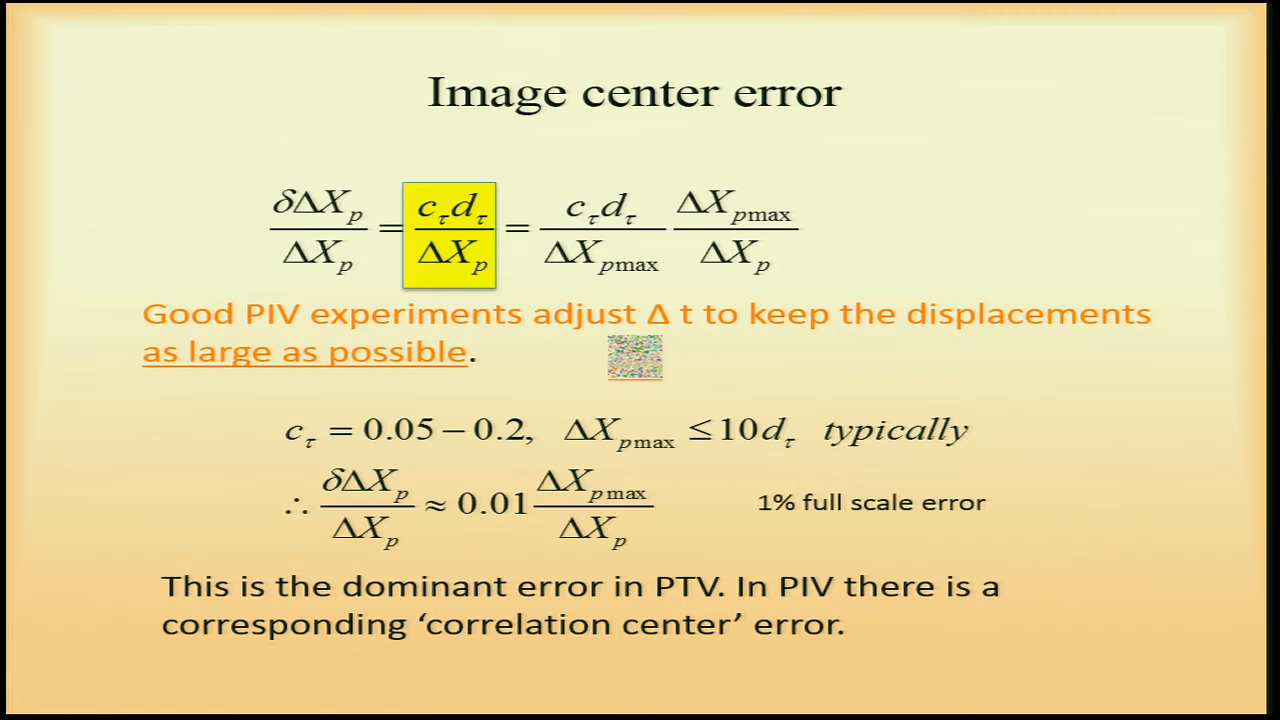 Image center error
δΔX_p / ΔX_p = c_τ d_τ / ΔX_p = c_τ d_τ / ΔX_pmax ΔX_pmax / ΔX_p
Good PIV experiments adjust Δ t to keep the displacements
as large as possible.
c_τ = 0.05 – 0.2, ΔX_pmax ≤ 10 d_τ typically
∴ δΔX_p / ΔX_p ≈ 0.01 ΔX_pmax / ΔX_p 1% full scale error
This is the dominant error in PTV. In PIV there is a
corresponding ‘correlation center’ error.